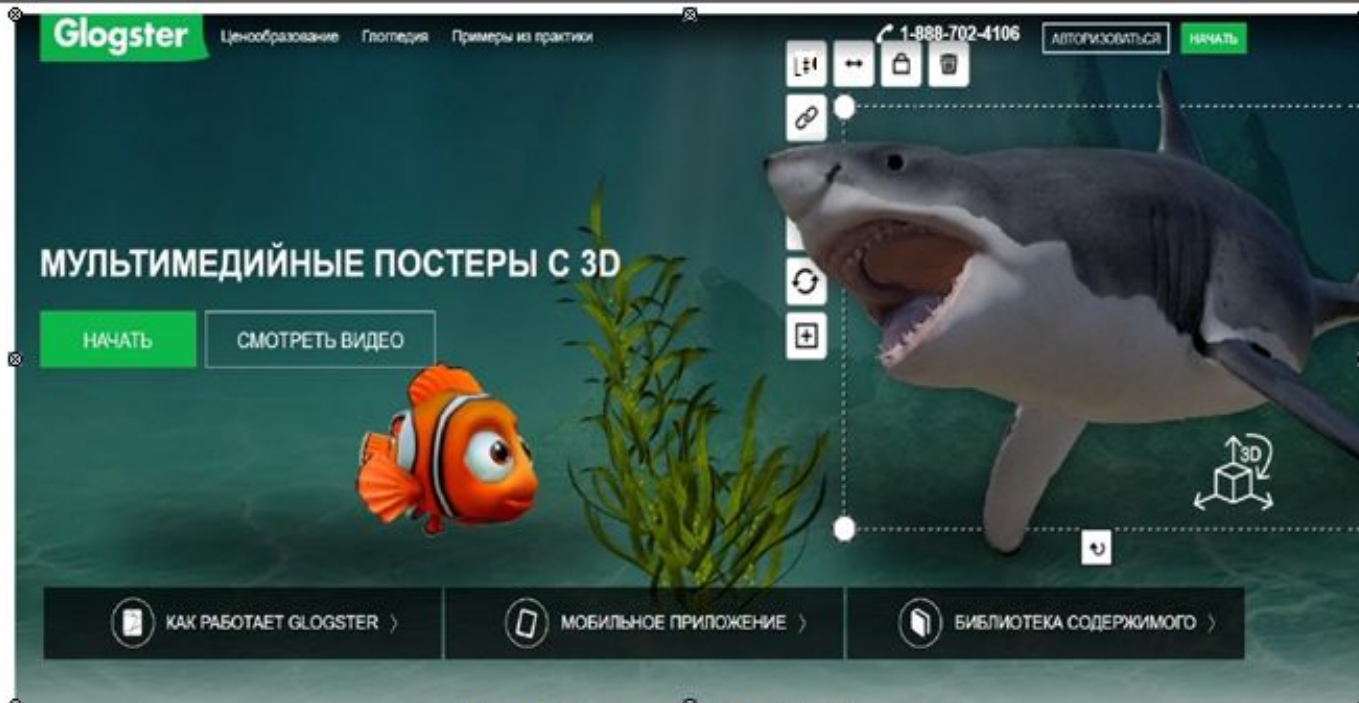 Glogster
Ценообразование Глогпедия Примеры из практики
1-888-702-4106
АВТОРИЗОВАТЬСЯ
НАЧАТЬ
МУЛЬТИМЕДИЙНЫЕ ПОСТЕРЫ С 3D
НАЧАТЬ
СМОТРЕТЬ ВИДЕО
3D
КАК РАБОТАЕТ GLOGSTER
МОБИЛЬНОЕ ПРИЛОЖЕНИЕ
БИБЛИОТЕКА СОДЕРЖИМОГО